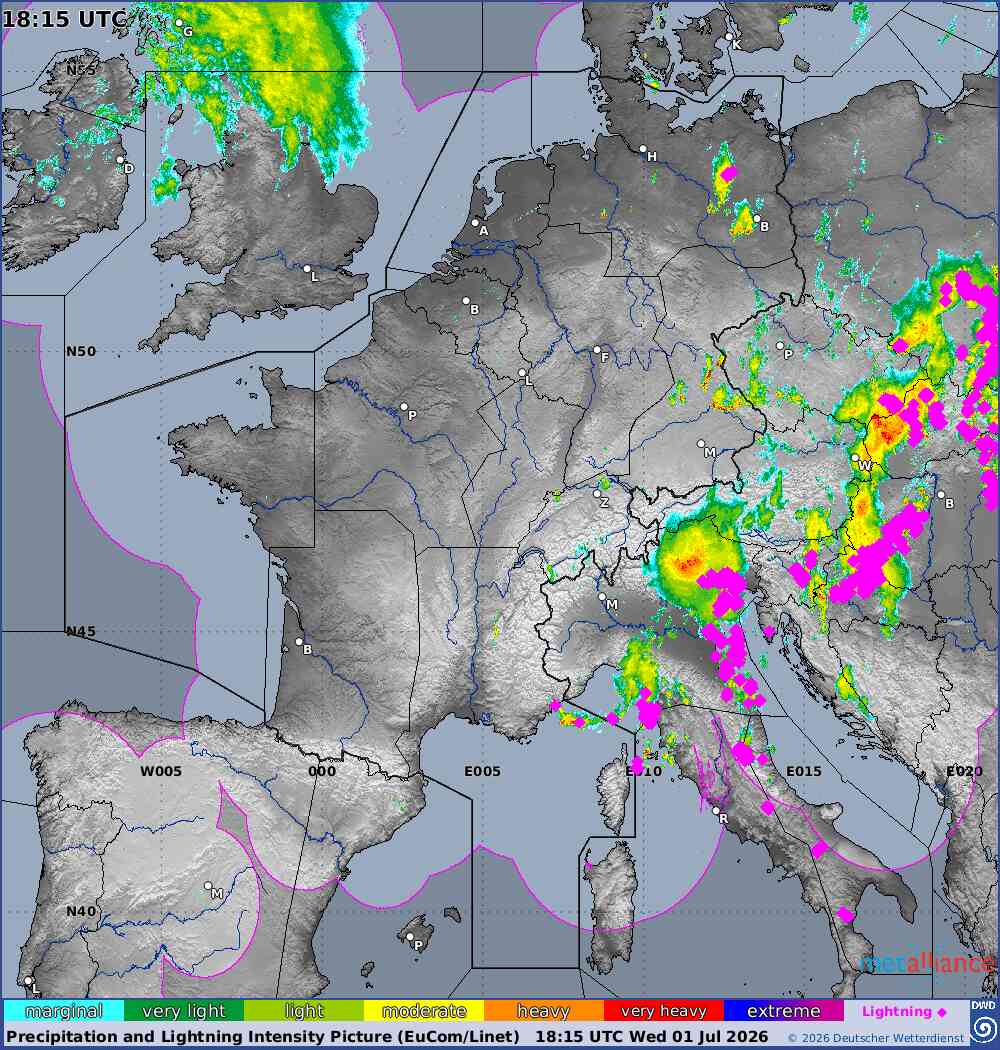 18:15 UTC
G
K
N55
H
D
A
B
L
B
N50
F
P
L
P
M
W
Z
B
M
N45
B
W005
000
E005
E010
E015
E020
R
M
N40
P
L
metalliance
marginal very light light moderate heavy very heavy extreme Lightning ◆ DWD
Precipitation and Lightning Intensity Picture (EuCom/Linet) 18:15 UTC Wed 01 Jul 2026 © 2026 Deutscher Wetterdienst